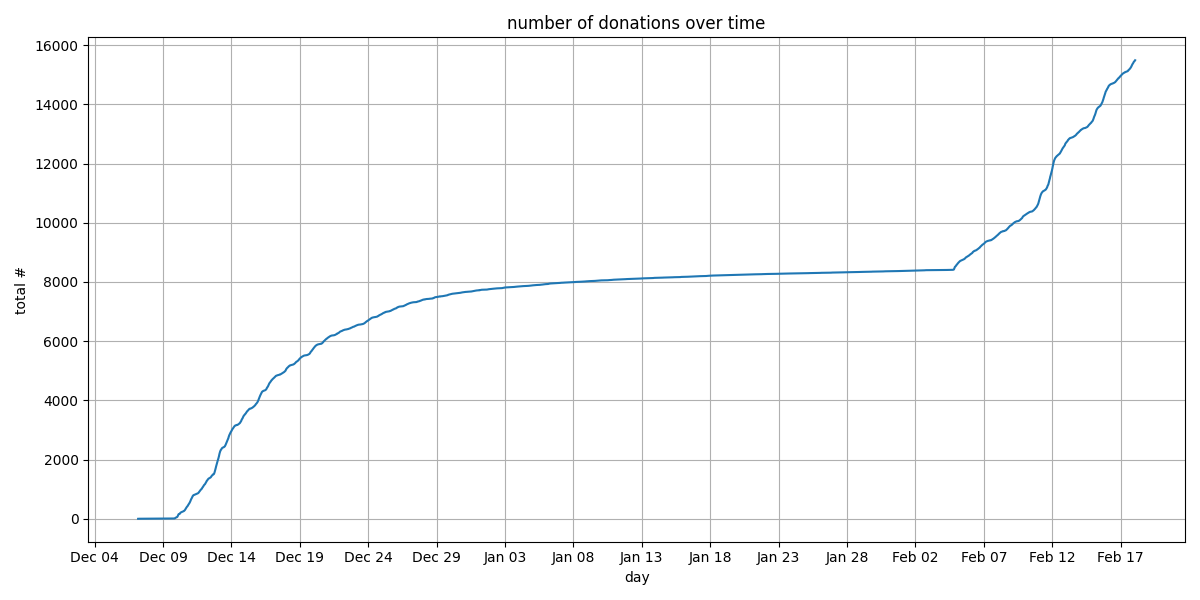 number of donations over time
16000
14000
12000
10000
8000
6000
4000
2000
0
total #
Dec 04 Dec 09 Dec 14 Dec 19 Dec 24 Dec 29 Jan 03 Jan 08 Jan 13 Jan 18 Jan 23 Jan 28 Feb 02 Feb 07 Feb 12 Feb 17
day